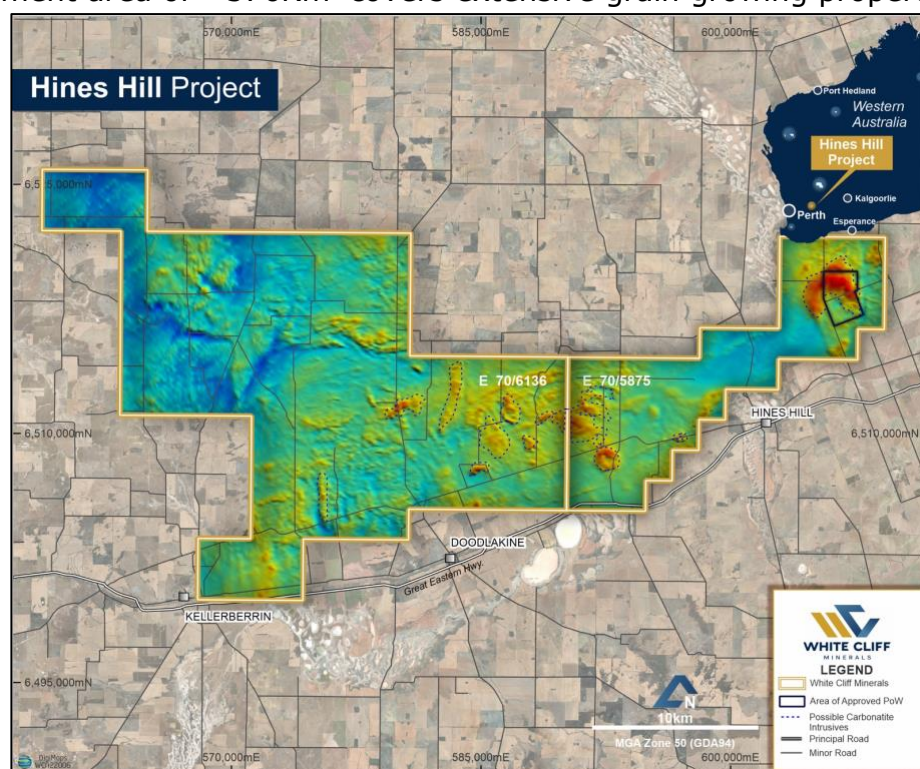 570,000mE
585,000mE
600,000mE
Hines Hill Project
Port Hedland
Western
Australia
Hines Hill
Project
Kalgoorlie
Perth
Esperance
E 70/6136
E 70/5875
HINES HILL
6,510,000mN
6,510,000mN
DOODLAKINE
Great Eastern Hwy.
KELLERBERRIN
6,495,000mN
N
10km
MGA Zone 50 (GDA94)
570,000mE
585,000mE
600,000mE
WHITE CLIFF
MINERALS
LEGEND
White Cliff Minerals
Area of Approved PoW
Possible Carbonatite
Intrusives
Principal Road
Minor Road
DigMaps